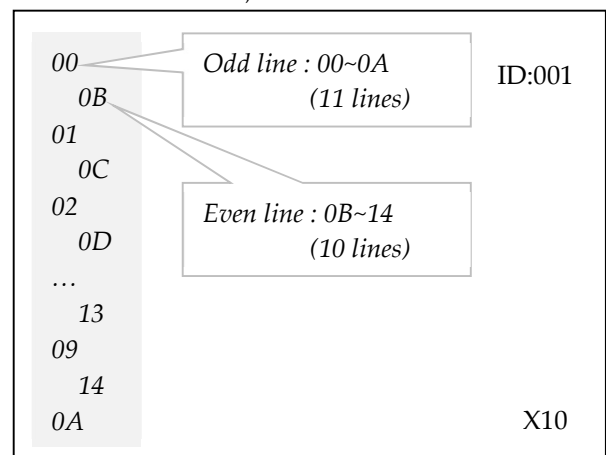 00
0B
01
0C
02
0D
…
13
09
14
0A
Odd line : 00~0A
(11 lines)
Even line : 0B~14
(10 lines)
ID:001
X10